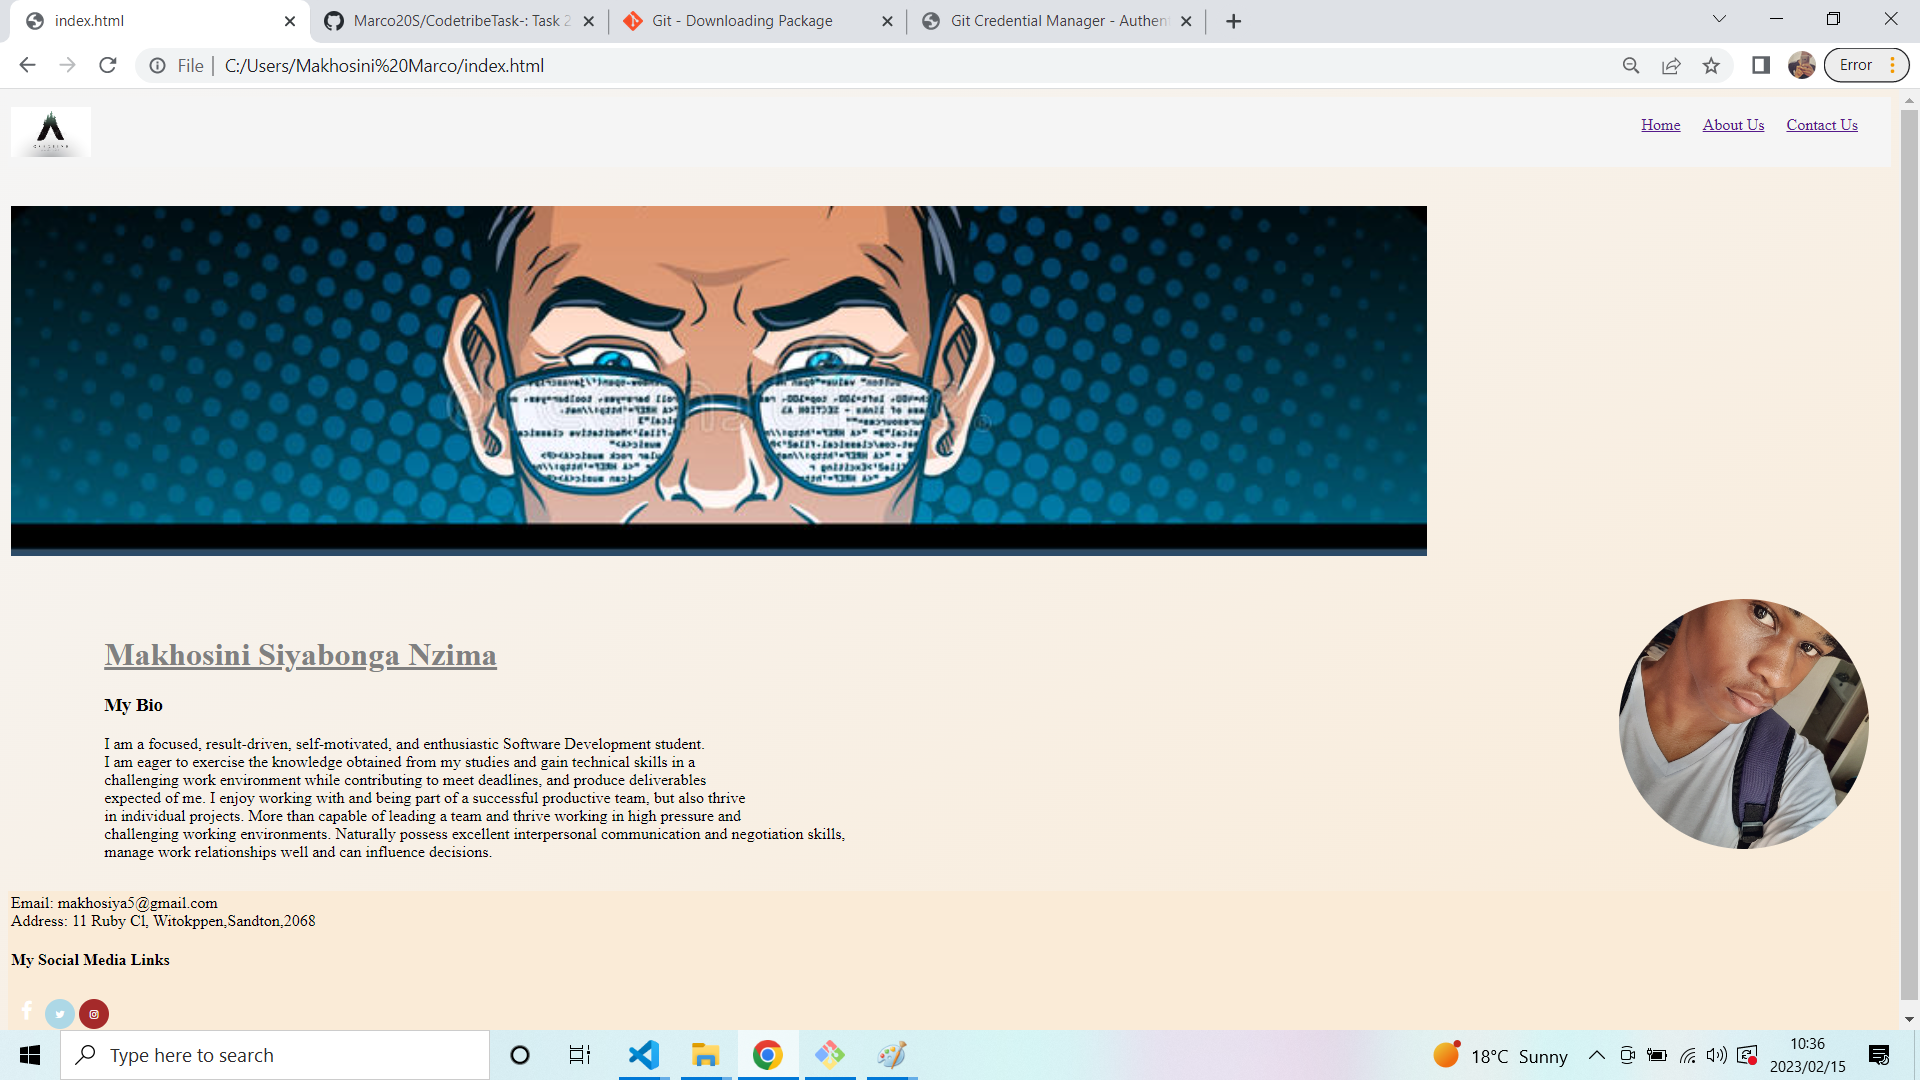 index.html
Marco20S/CodetribeTask-: Task 2
Git - Downloading Package
Git Credential Manager - Authen
File
C:/Users/Makhosini%20Marco/index.html
Error
Home
About Us
Contact Us
Makhosini Siyabonga Nzima
My Bio
I am a focused, result-driven, self-motivated, and enthusiastic Software Development student.
I am eager to exercise the knowledge obtained from my studies and gain technical skills in a
challenging work environment while contributing to meet deadlines, and produce deliverables
expected of me. I enjoy working with and being part of a successful productive team, but also thrive
in individual projects. More than capable of leading a team and thrive working in high pressure and
challenging working environments. Naturally possess excellent interpersonal communication and negotiation skills,
manage work relationships well and can influence decisions.
Email: makhosiya5@gmail.com
Address: 11 Ruby Cl, Witokppen,Sandton,2068
My Social Media Links
Type here to search
18°C Sunny
10:36
2023/02/15